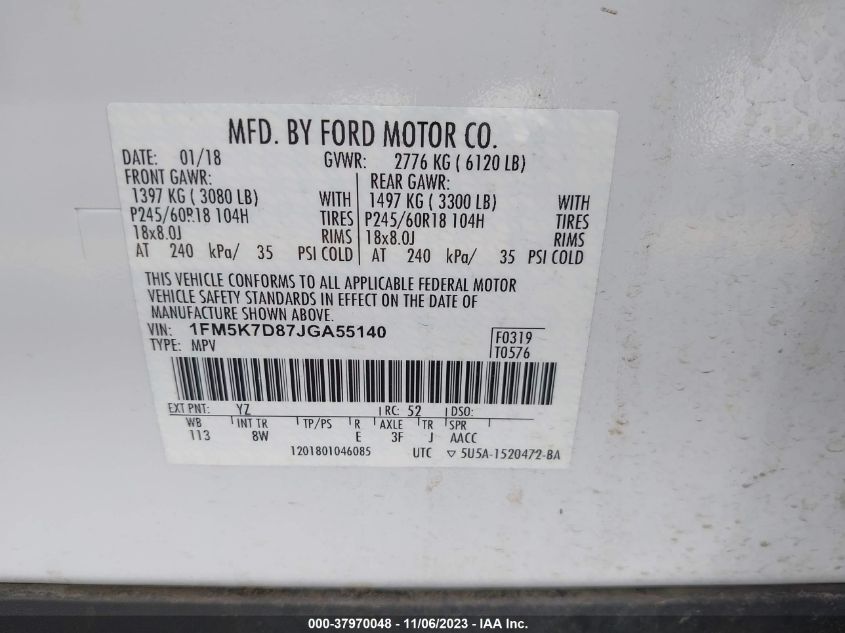 MFD. BY FORD MOTOR CO.
DATE: 01/18 GVWR: 2776 KG ( 6120 LB)
FRONT GAWR: REAR GAWR:
1397 KG ( 3080 LB) WITH 1497 KG ( 3300 LB) WITH
P245/60R18 104H TIRES P245/60R18 104H TIRES
18x8.0J RIMS 18x8.0J RIMS
AT 240 kPa/ 35 PSI COLD AT 240 kPa/ 35 PSI COLD
THIS VEHICLE CONFORMS TO ALL APPLICABLE FEDERAL MOTOR
VEHICLE SAFETY STANDARDS IN EFFECT ON THE DATE OF
MANUFACTURE SHOWN ABOVE.
VIN: 1FM5K7D87JGA55140 F0319
TYPE: MPV T0576
EXT PNT: YZ RC: 52 DSO:
WB INT TR TP/PS R AXLE TR SPR
113 8W E 3F J AACC
1201801046085 UTC ▽ 5U5A-1520472-BA
000-37970048 - 11/06/2023 - IAA Inc.